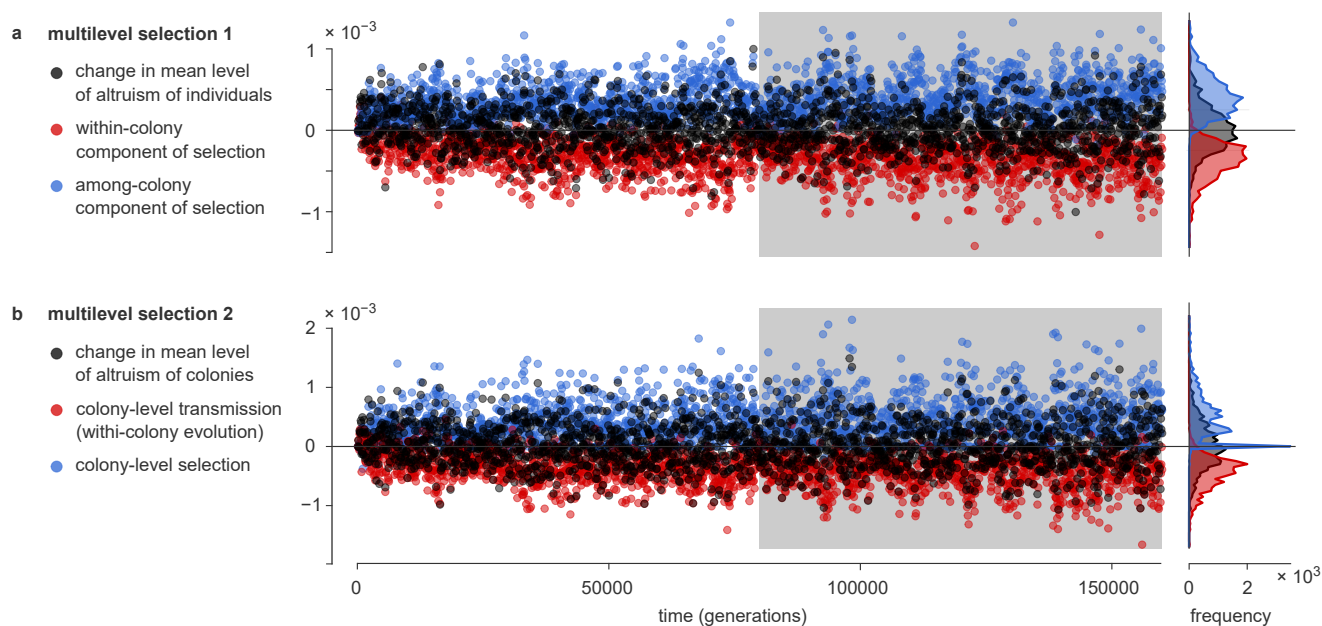 a multilevel selection 1
change in mean level
of altruism of individuals
within-colony
component of selection
among-colony
component of selection
× 10⁻³
1
0
−1
b multilevel selection 2
change in mean level
of altruism of colonies
colony-level transmission
(withi-colony evolution)
colony-level selection
× 10⁻³
2
1
0
−1
0 50000 100000 150000
time (generations)
0 2 × 10³
frequency